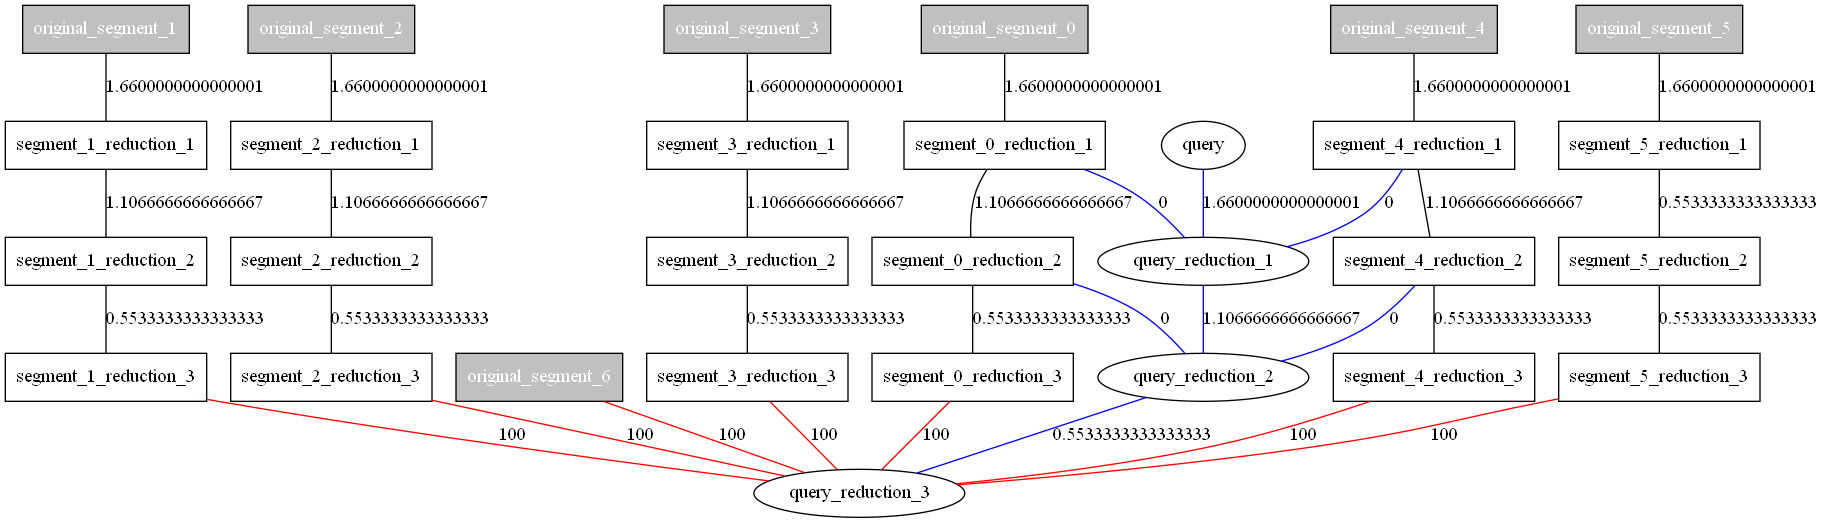 original_segment_1
original_segment_2
original_segment_3
original_segment_0
original_segment_4
original_segment_5
1.6600000000000001
1.6600000000000001
1.6600000000000001
1.6600000000000001
1.6600000000000001
1.6600000000000001
segment_1_reduction_1
segment_2_reduction_1
segment_3_reduction_1
segment_0_reduction_1
query
segment_4_reduction_1
segment_5_reduction_1
1.1066666666666667
1.1066666666666667
1.1066666666666667
1.1066666666666667
0
1.6600000000000001
0
1.1066666666666667
0.5533333333333333
segment_1_reduction_2
segment_2_reduction_2
segment_3_reduction_2
segment_0_reduction_2
query_reduction_1
segment_4_reduction_2
segment_5_reduction_2
0.5533333333333333
0.5533333333333333
0.5533333333333333
0.5533333333333333
0
1.1066666666666667
0
0.5533333333333333
0.5533333333333333
segment_1_reduction_3
segment_2_reduction_3
original_segment_6
segment_3_reduction_3
segment_0_reduction_3
query_reduction_2
segment_4_reduction_3
segment_5_reduction_3
100
100
100
100
100
0.5533333333333333
100
100
query_reduction_3